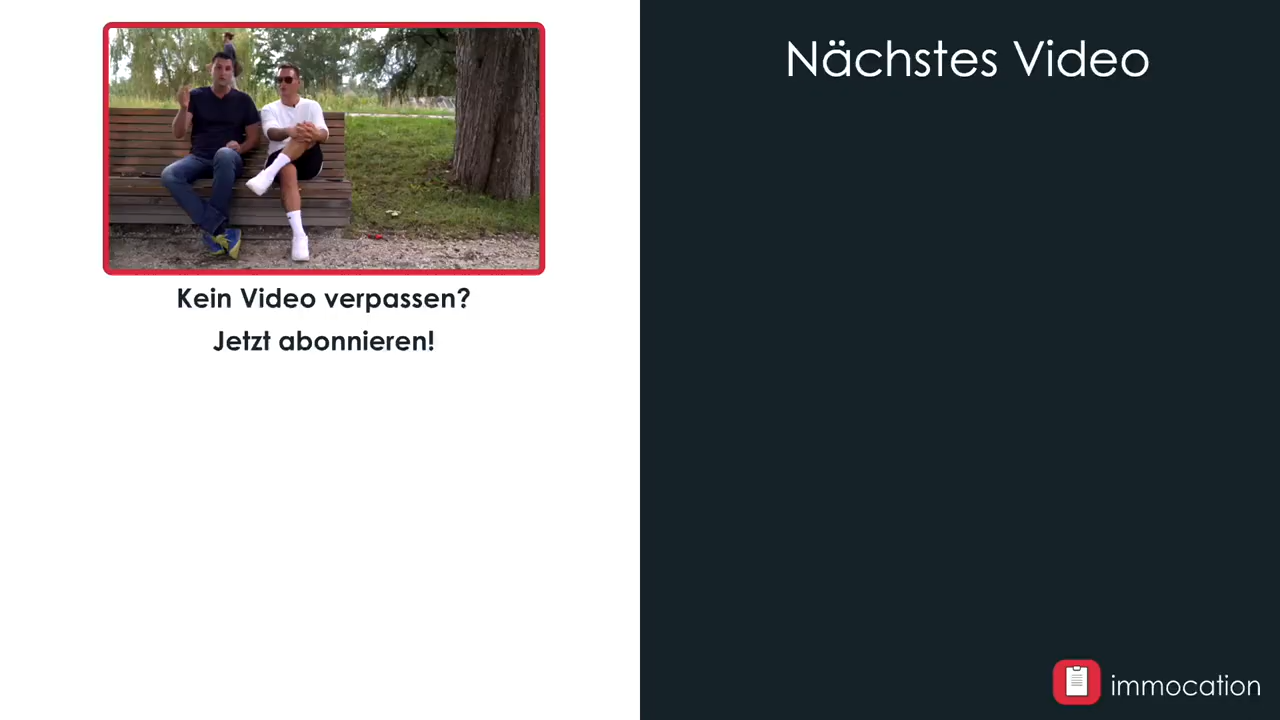 Kein Video verpassen?
Jetzt abonnieren!
Nächstes Video
immocation